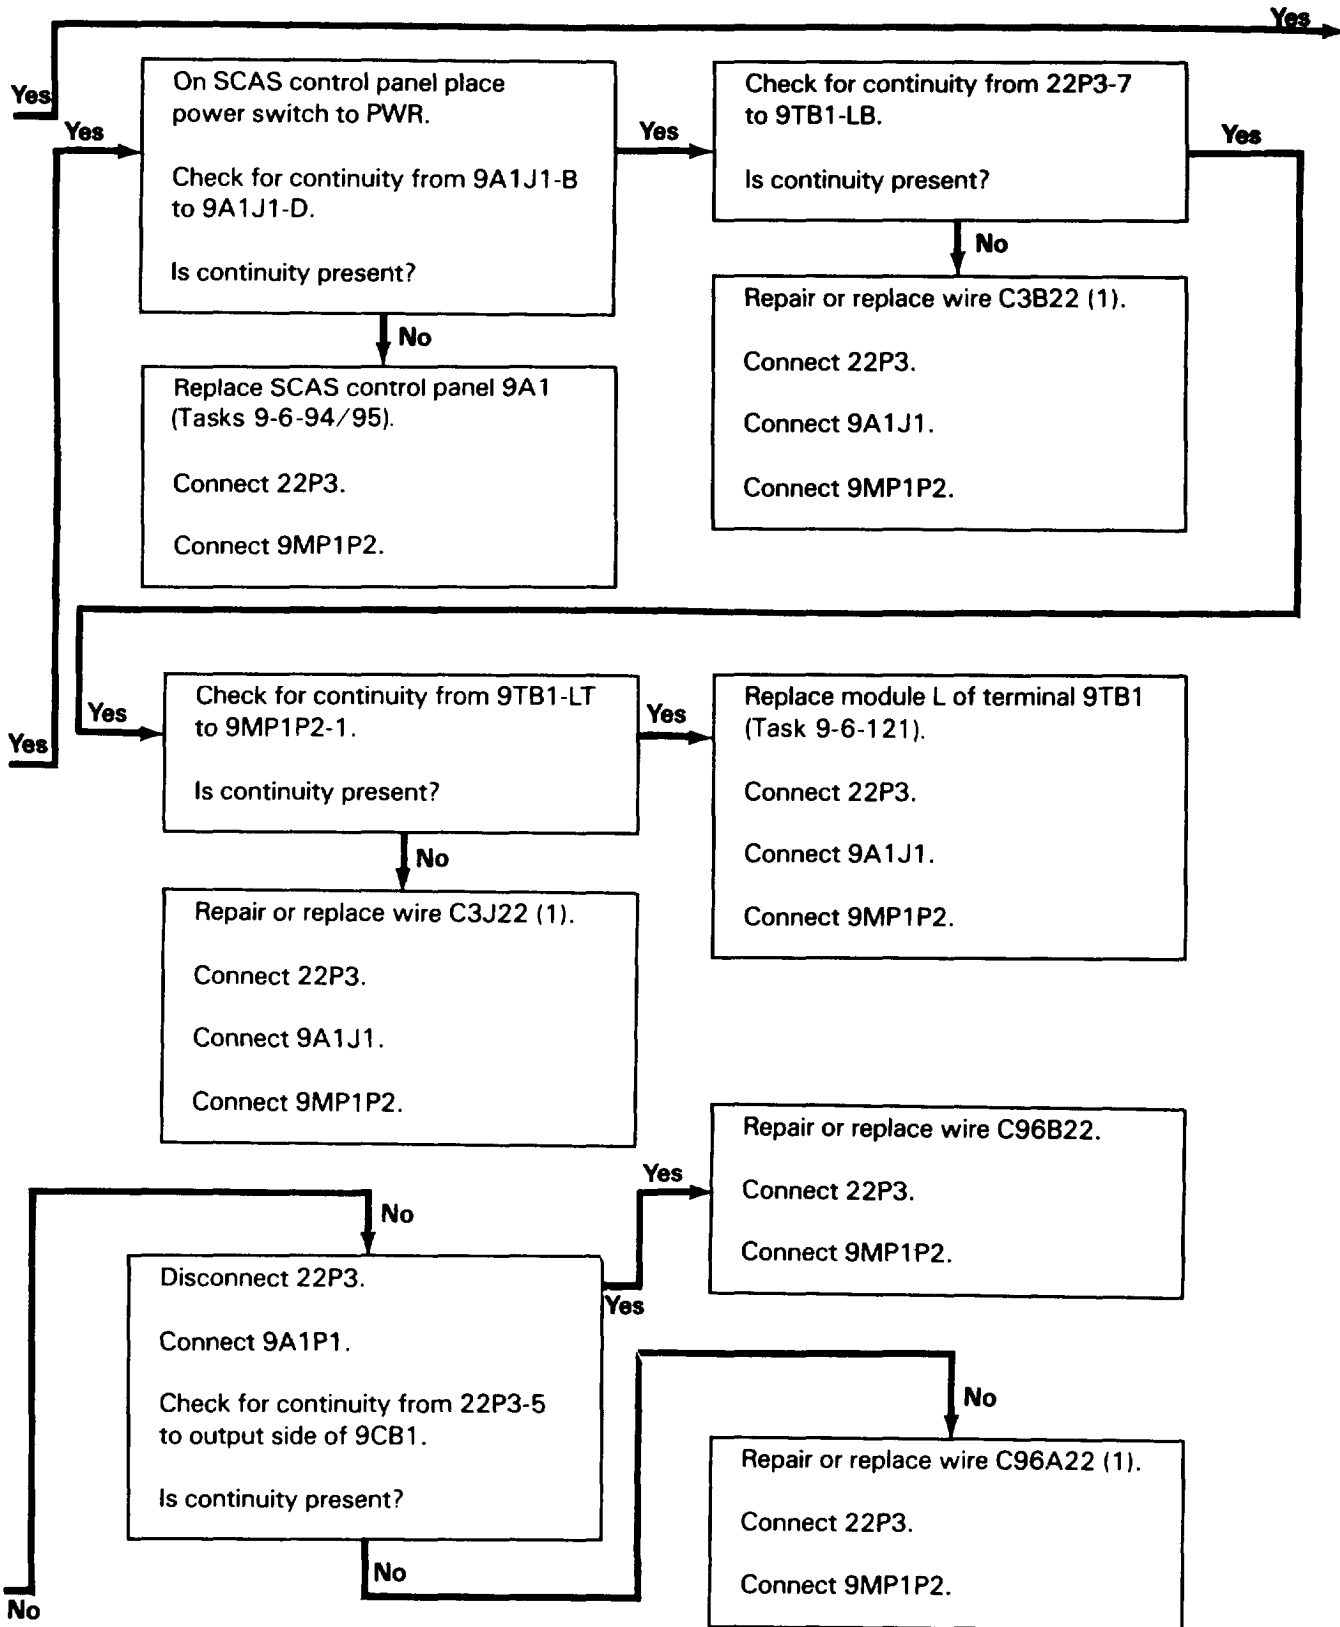 Yes
Yes
On SCAS control panel place
power switch to PWR.
Check for continuity from 9A1J1-B
to 9A1J1-D.
Is continuity present?
Yes
Yes
Check for continuity from 22P3-7
to 9TB1-LB.
Is continuity present?
Yes
No
Repair or replace wire C3B22 (1).
Connect 22P3.
Connect 9A1J1.
Connect 9MP1P2.
No
Replace SCAS control panel 9A1
(Tasks 9-6-94/95).
Connect 22P3.
Connect 9MP1P2.
Yes
Yes
Check for continuity from 9TB1-LT
to 9MP1P2-1.
Is continuity present?
Yes
Replace module L of terminal 9TB1
(Task 9-6-121).
Connect 22P3.
Connect 9A1J1.
Connect 9MP1P2.
No
Repair or replace wire C3J22 (1).
Connect 22P3.
Connect 9A1J1.
Connect 9MP1P2.
Yes
Repair or replace wire C96B22.
Connect 22P3.
Connect 9MP1P2.
No
Disconnect 22P3.
Connect 9A1P1.
Check for continuity from 22P3-5
to output side of 9CB1.
Is continuity present?
Yes
No
Repair or replace wire C96A22 (1).
Connect 22P3.
Connect 9MP1P2.
No
No